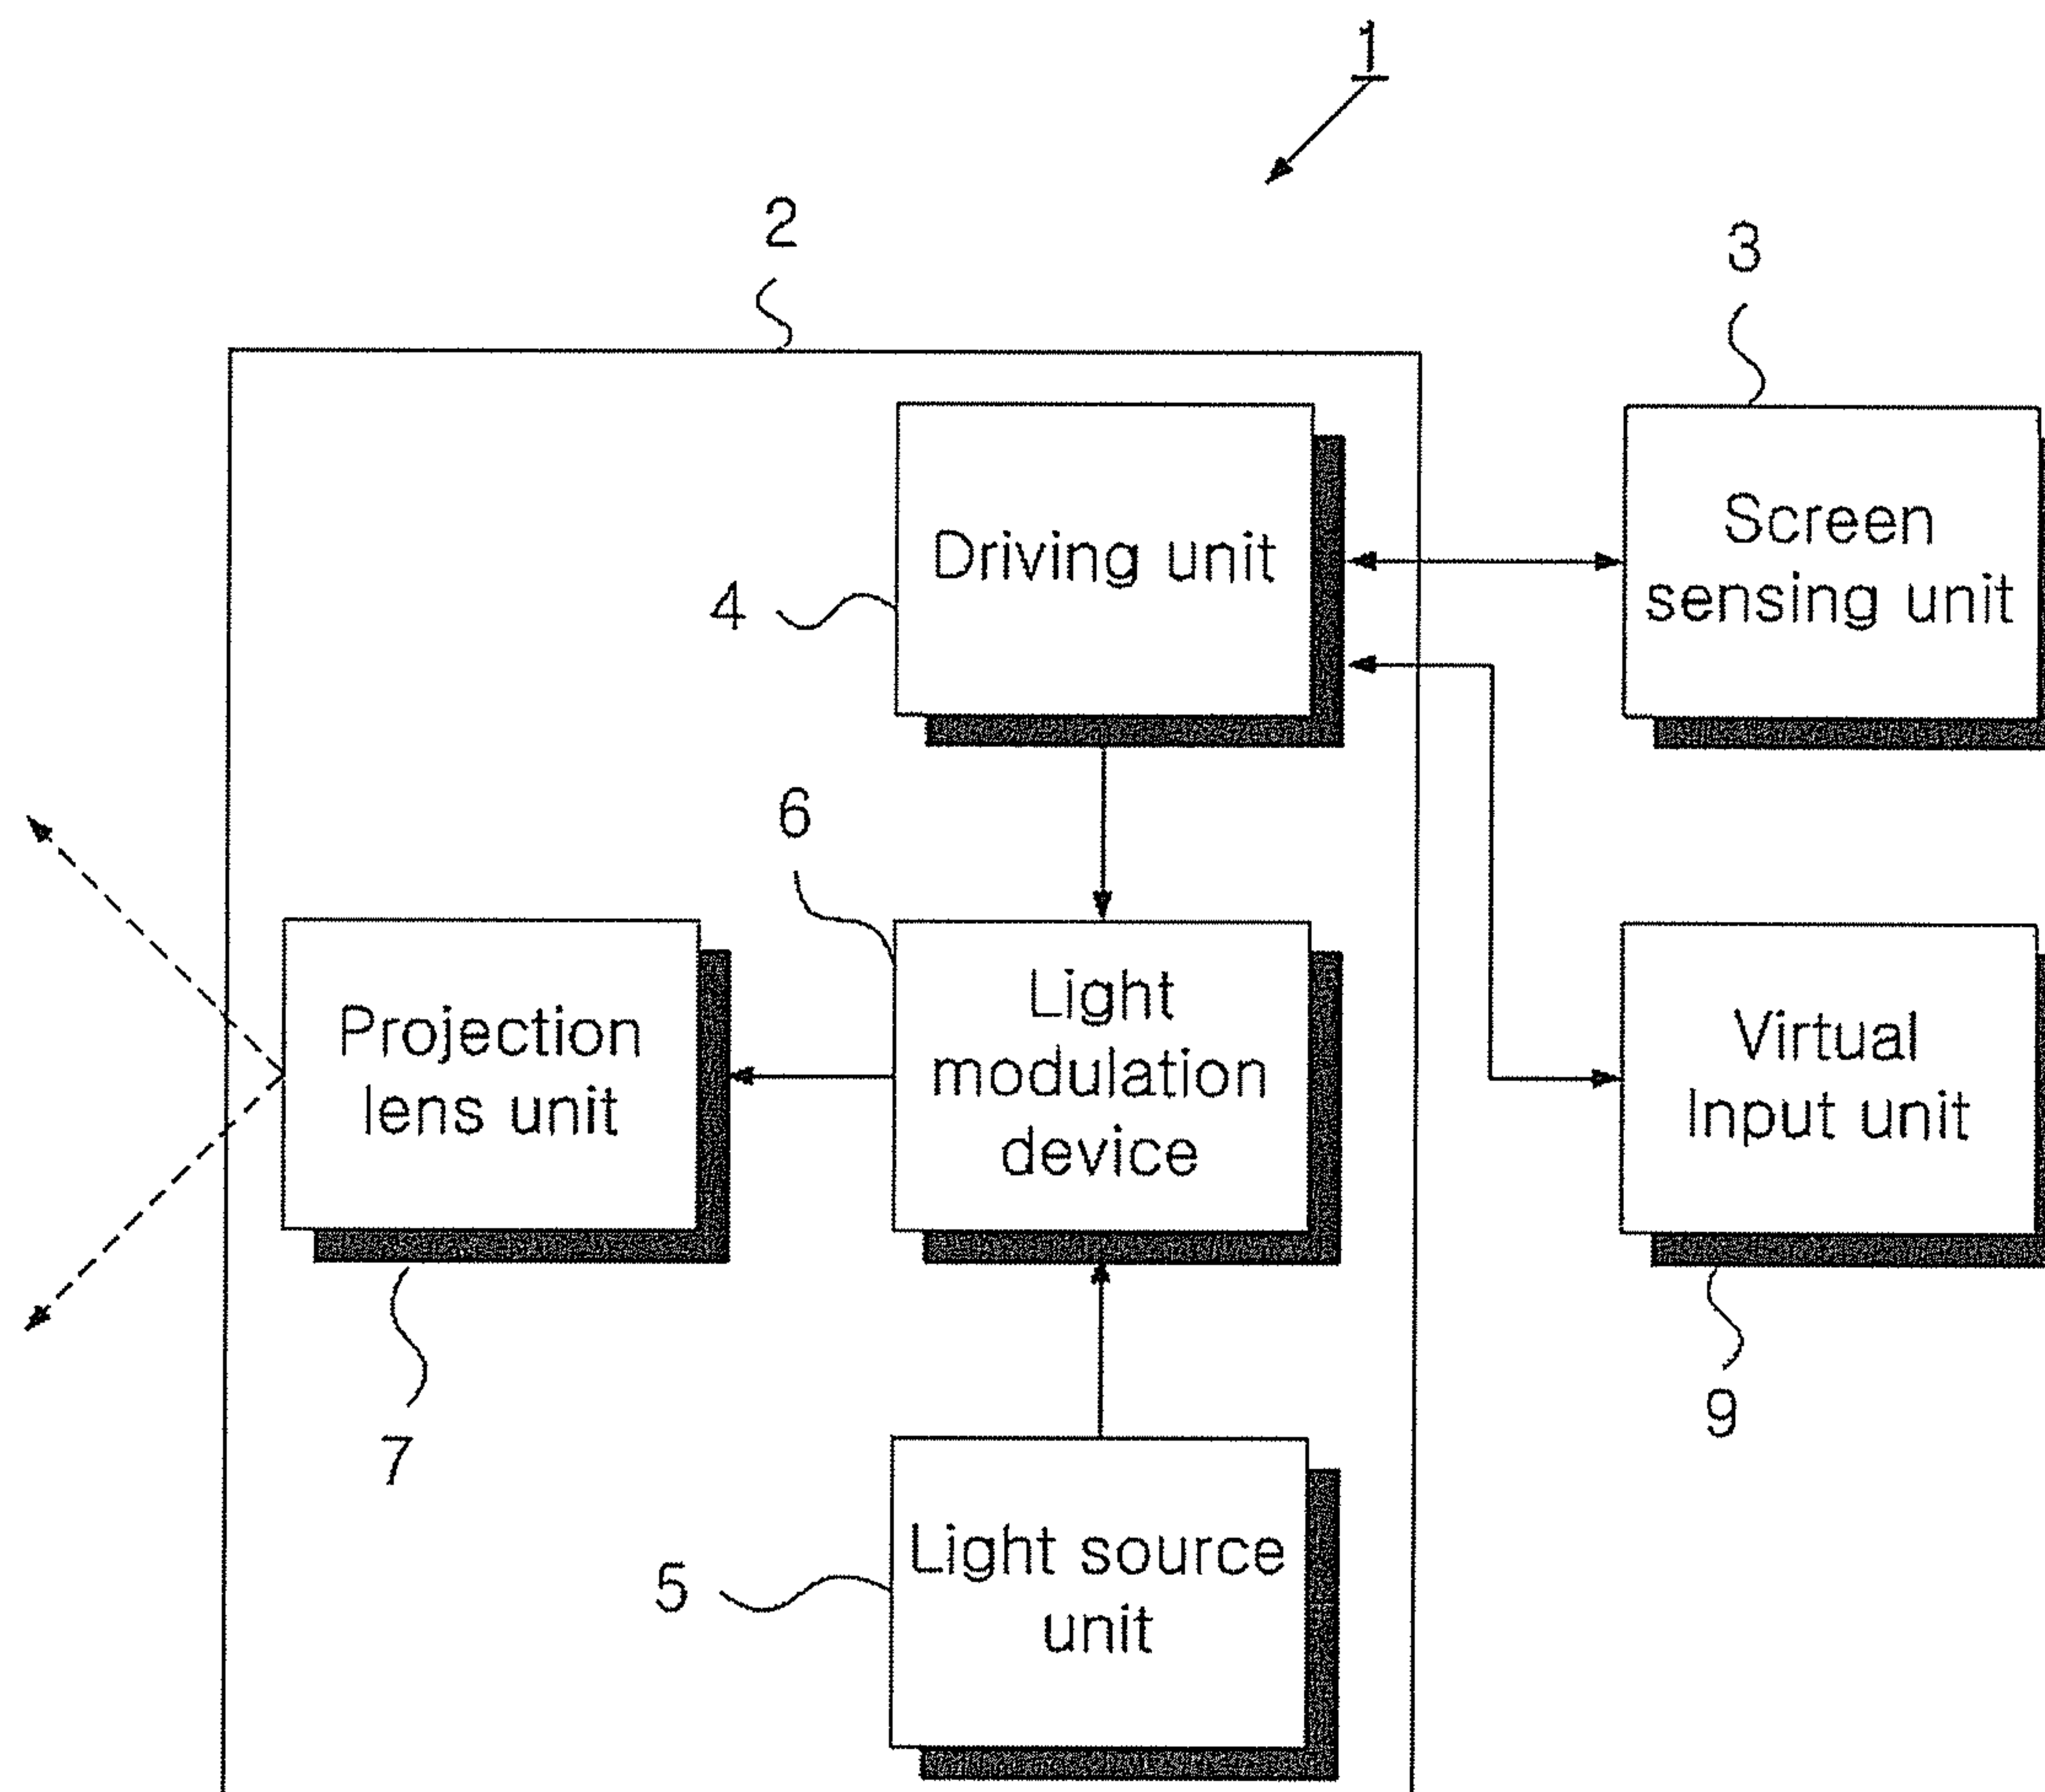 1
2
3
Driving unit
4
Screen
sensing unit
6
Projection
lens unit
Light
modulation
device
Virtual
Input unit
7
9
Light source
unit
5